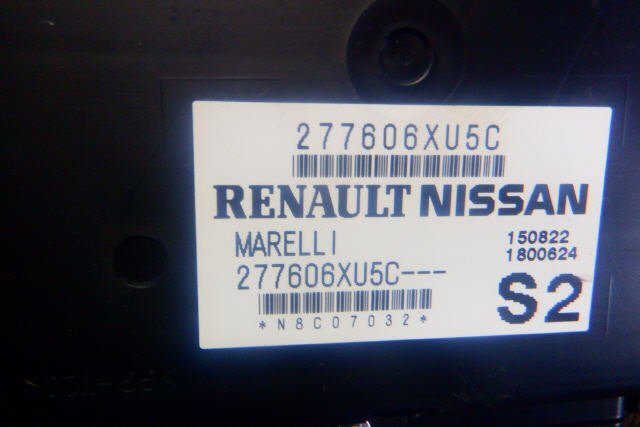 277606XU5C
RENAULT NISSAN
MARELLI
150822
277606XU5C---
1800624
S2
*N8C07032*